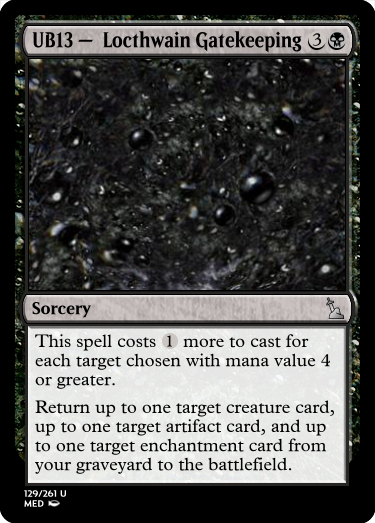 UB13 — Locthwain Gatekeeping 3
Sorcery
This spell costs 1 more to cast for
each target chosen with mana value 4
or greater.
Return up to one target creature card,
up to one target artifact card, and up
to one target enchantment card from
your graveyard to the battlefield.
129/261 U
MED